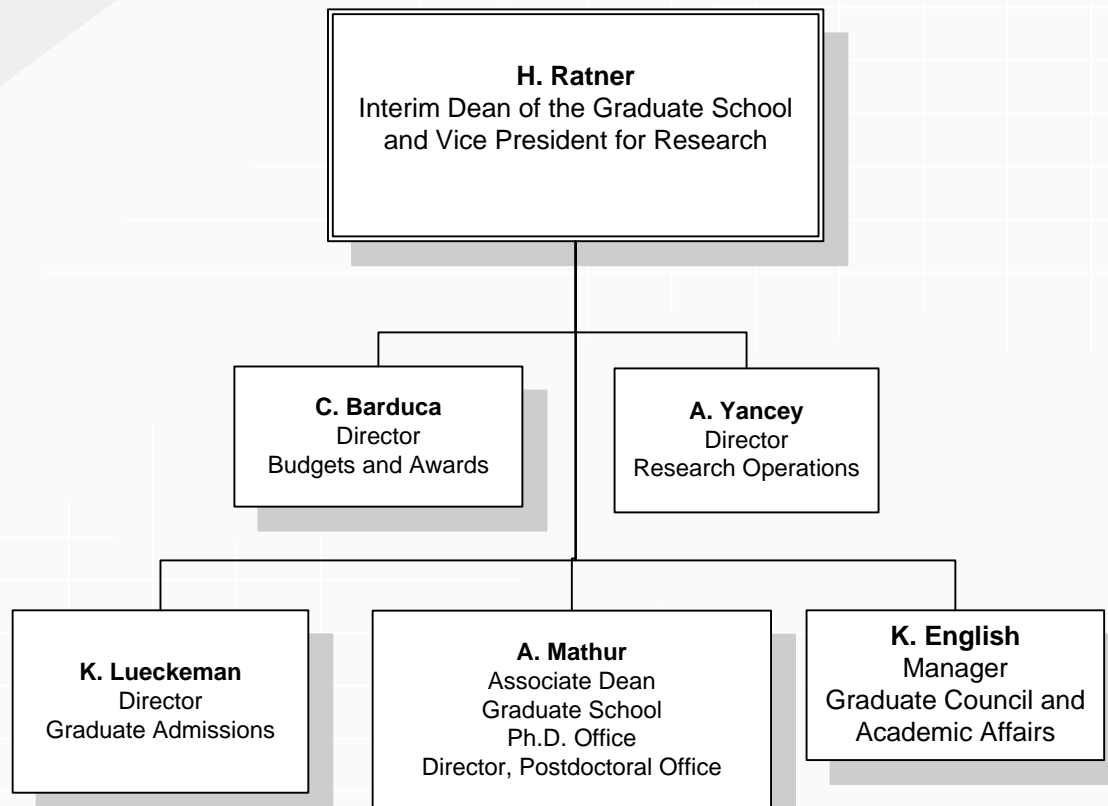 H. Ratner
Interim Dean of the Graduate School
and Vice President for Research
C. Barduca
Director
Budgets and Awards
A. Yancey
Director
Research Operations
K. Lueckeman
Director
Graduate Admissions
A. Mathur
Associate Dean
Graduate School
Ph.D. Office
Director, Postdoctoral Office
K. English
Manager
Graduate Council and
Academic Affairs